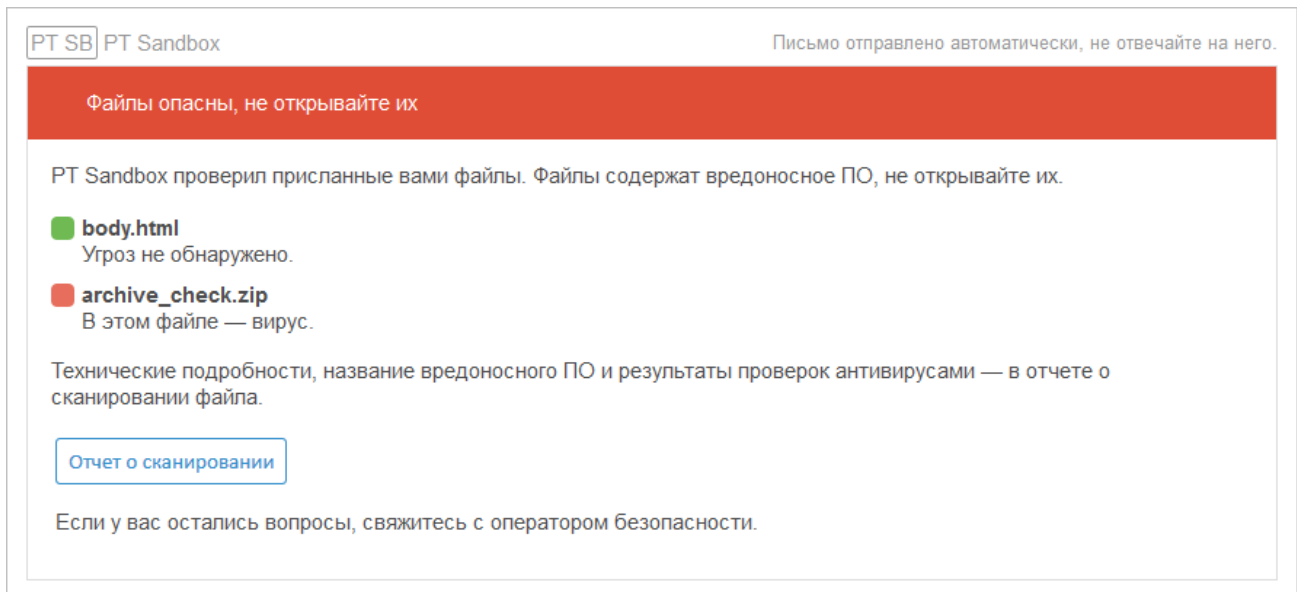 PT SB PT Sandbox
Письмо отправлено автоматически, не отвечайте на него.
Файлы опасны, не открывайте их
PT Sandbox проверил присланные вами файлы. Файлы содержат вредоносное ПО, не открывайте их.
body.html
Угроз не обнаружено.
archive_check.zip
В этом файле — вирус.
Технические подробности, название вредоносного ПО и результаты проверок антивирусами — в отчете о
сканировании файла.
Отчет о сканировании
Если у вас остались вопросы, свяжитесь с оператором безопасности.